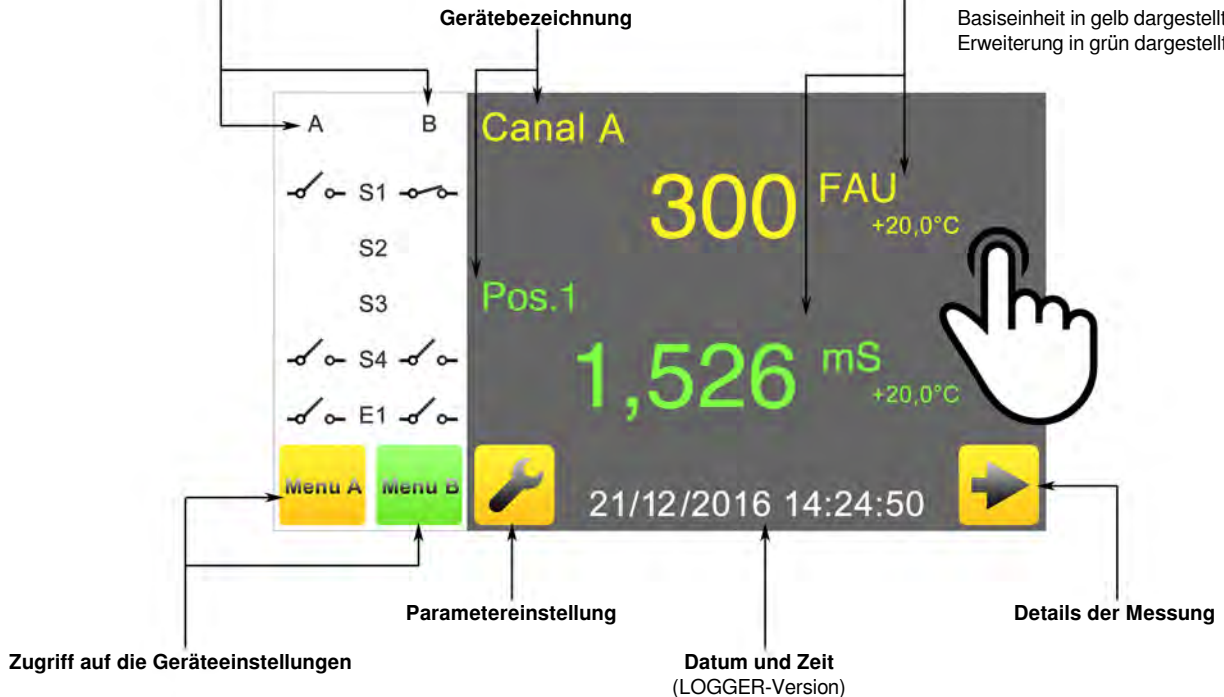 Gerätebezeichnung
Basiseinheit in gelb dargestellt
Erweiterung in grün dargestellt
A B
Canal A
S1
300 FAU
+20,0°C
S2
S3
Pos.1
S4
1,526 mS
+20,0°C
E1
Menu A Menu B
21/12/2016 14:24:50
Parametereinstellung
Details der Messung
Zugriff auf die Geräteeinstellungen
Datum und Zeit
(LOGGER-Version)